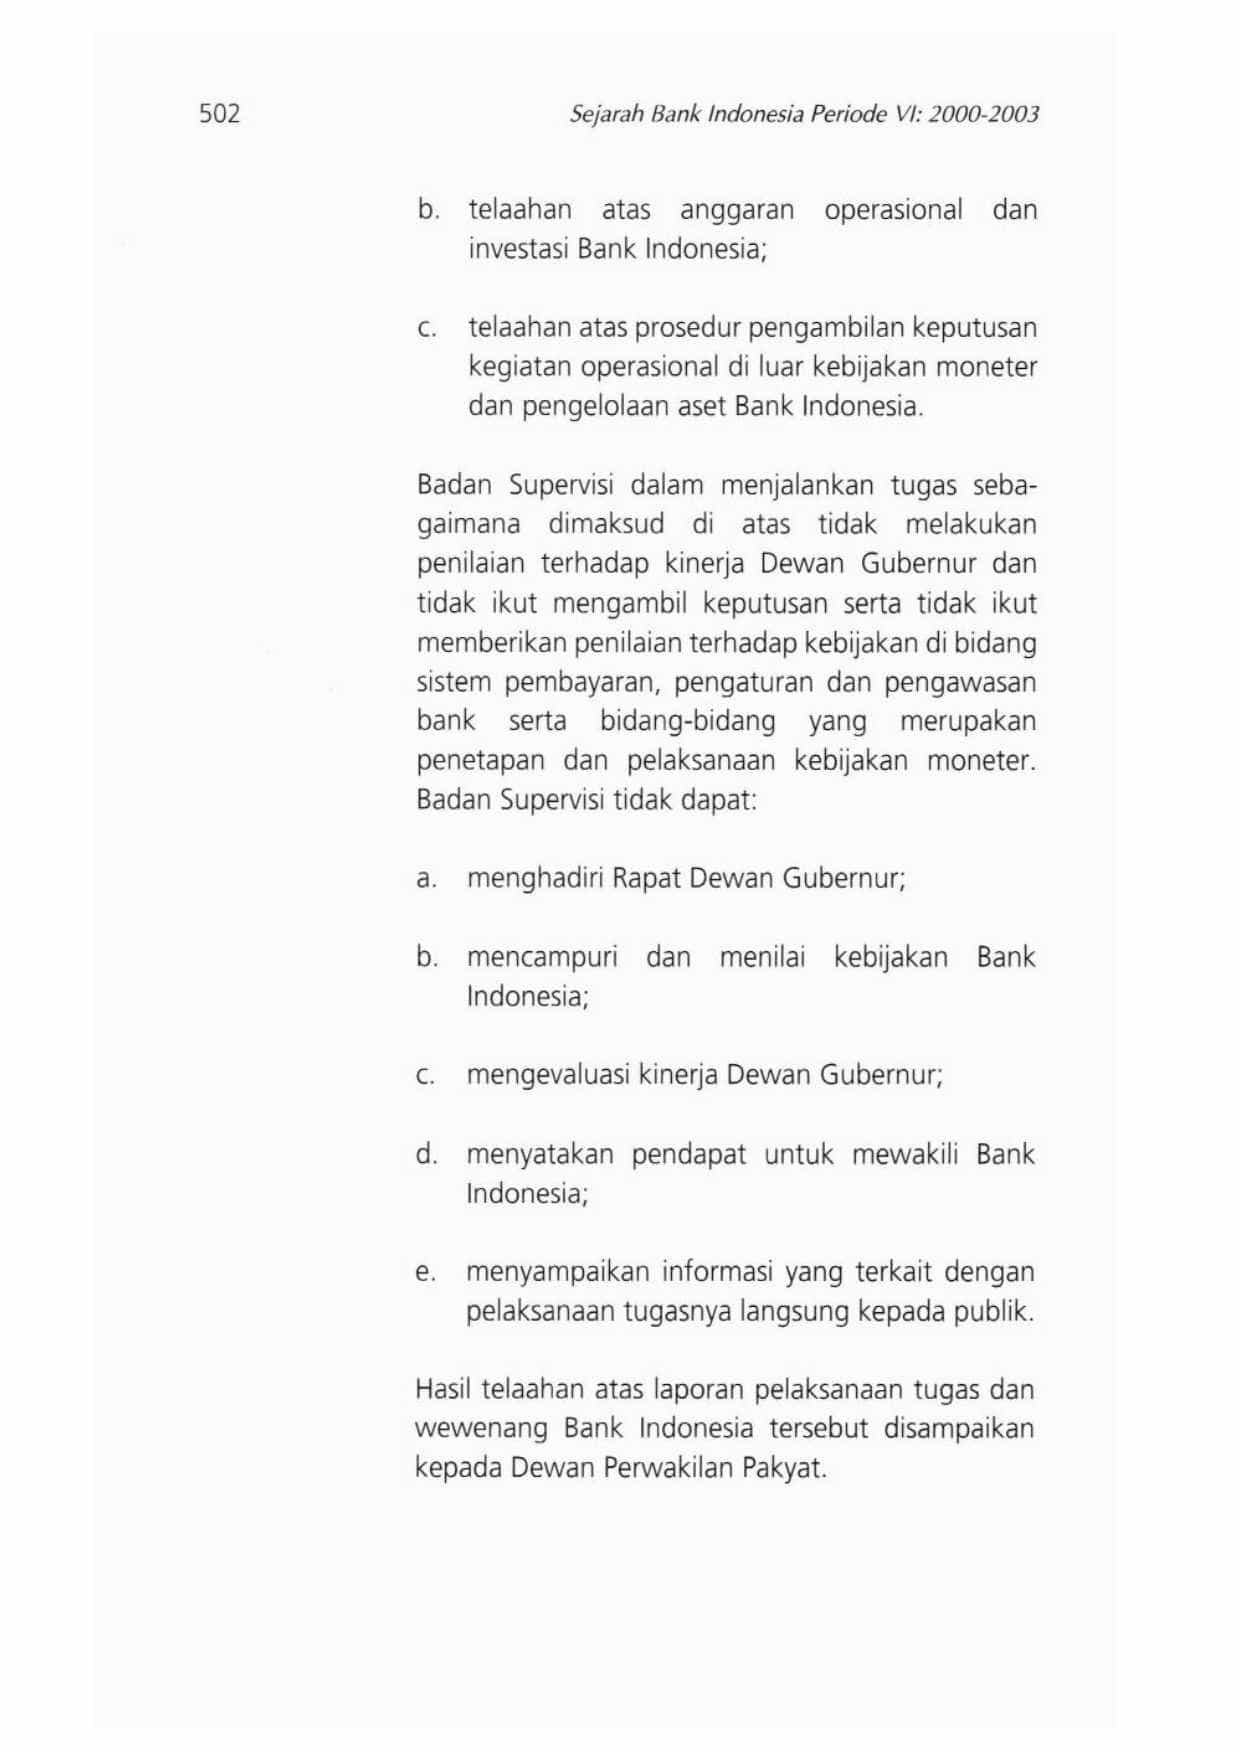 502
Sejarah Bank Indonesia Periode VI: 2000-2003
b. telaahan atas anggaran operasional dan
investasi Bank Indonesia;
c. telaahan atas prosedur pengambilan keputusan
kegiatan operasional di luar kebijakan moneter
dan pengelolaan aset Bank Indonesia.
Badan Supervisi dalam menjalankan tugas seba-
gaimana dimaksud di atas tidak melakukan
penilaian terhadap kinerja Dewan Gubernur dan
tidak ikut mengambil keputusan serta tidak ikut
memberikan penilaian terhadap kebijakan di bidang
sistem pembayaran, pengaturan dan pengawasan
bank serta bidang-bidang yang merupakan
penetapan dan pelaksanaan kebijakan moneter.
Badan Supervisi tidak dapat:
a. menghadiri Rapat Dewan Gubernur;
b. mencampuri dan menilai kebijakan Bank
Indonesia;
c. mengevaluasi kinerja Dewan Gubernur;
d. menyatakan pendapat untuk mewakili Bank
Indonesia;
e. menyampaikan informasi yang terkait dengan
pelaksanaan tugasnya langsung kepada publik.
Hasil telaahan atas laporan pelaksanaan tugas dan
wewenang Bank Indonesia tersebut disampaikan
kepada Dewan Perwakilan Pakyat.